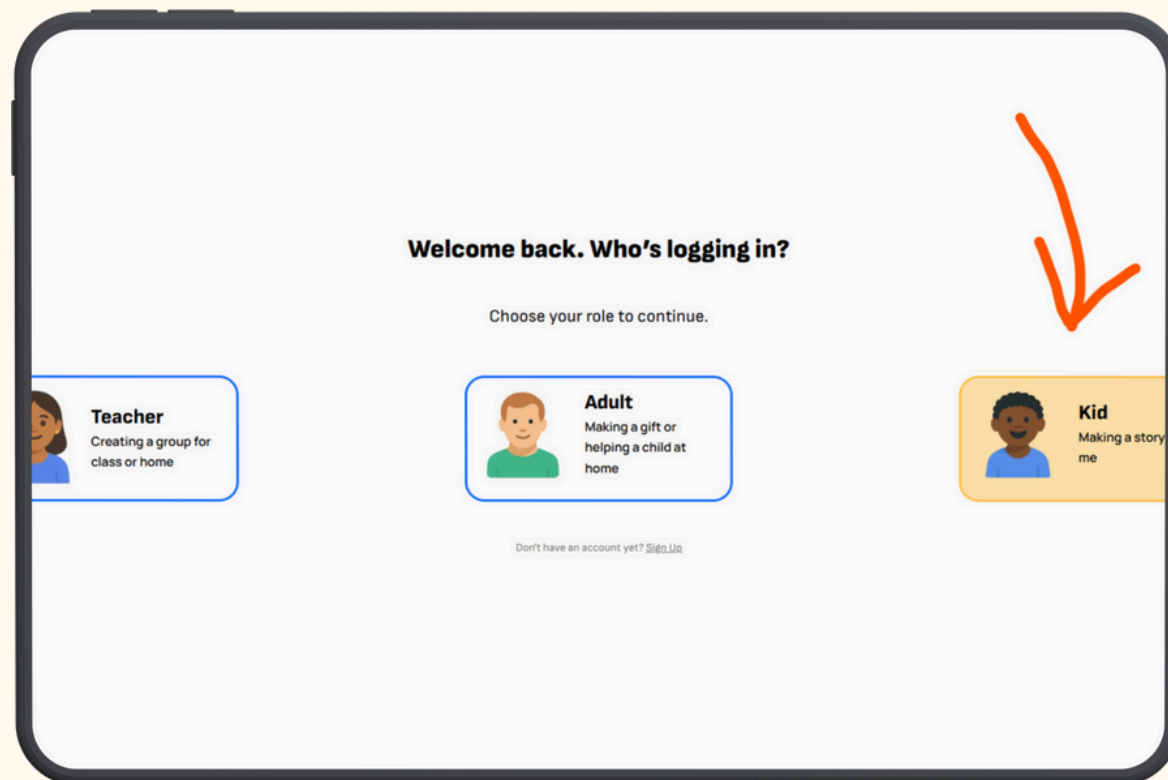 Welcome back. Who's logging in?
Choose your role to continue.
Teacher
Creating a group for
class or home
Adult
Making a gift or
helping a child at
home
Kid
Making a story
me
Don't have an account yet? Sign Up